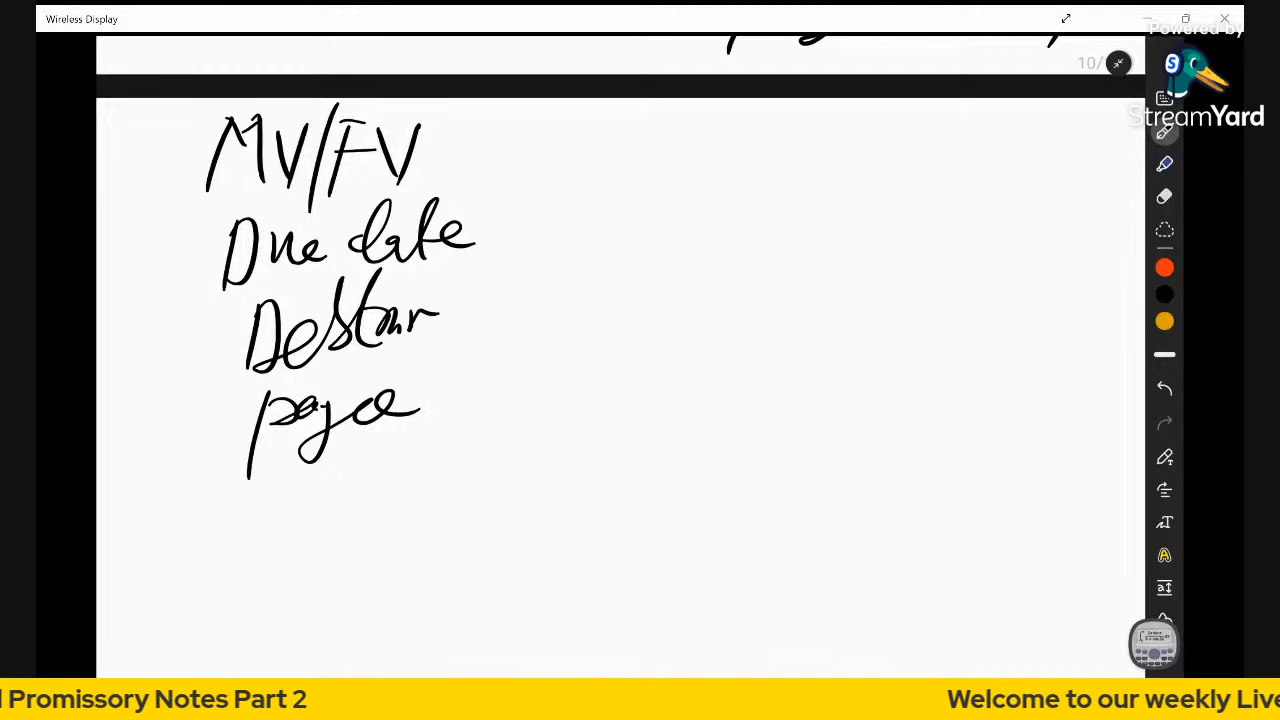 Wireless Display
Powered by
StreamYard
10/
MV/FV
Due date
payee
d Promissory Notes Part 2
Welcome to our weekly Live